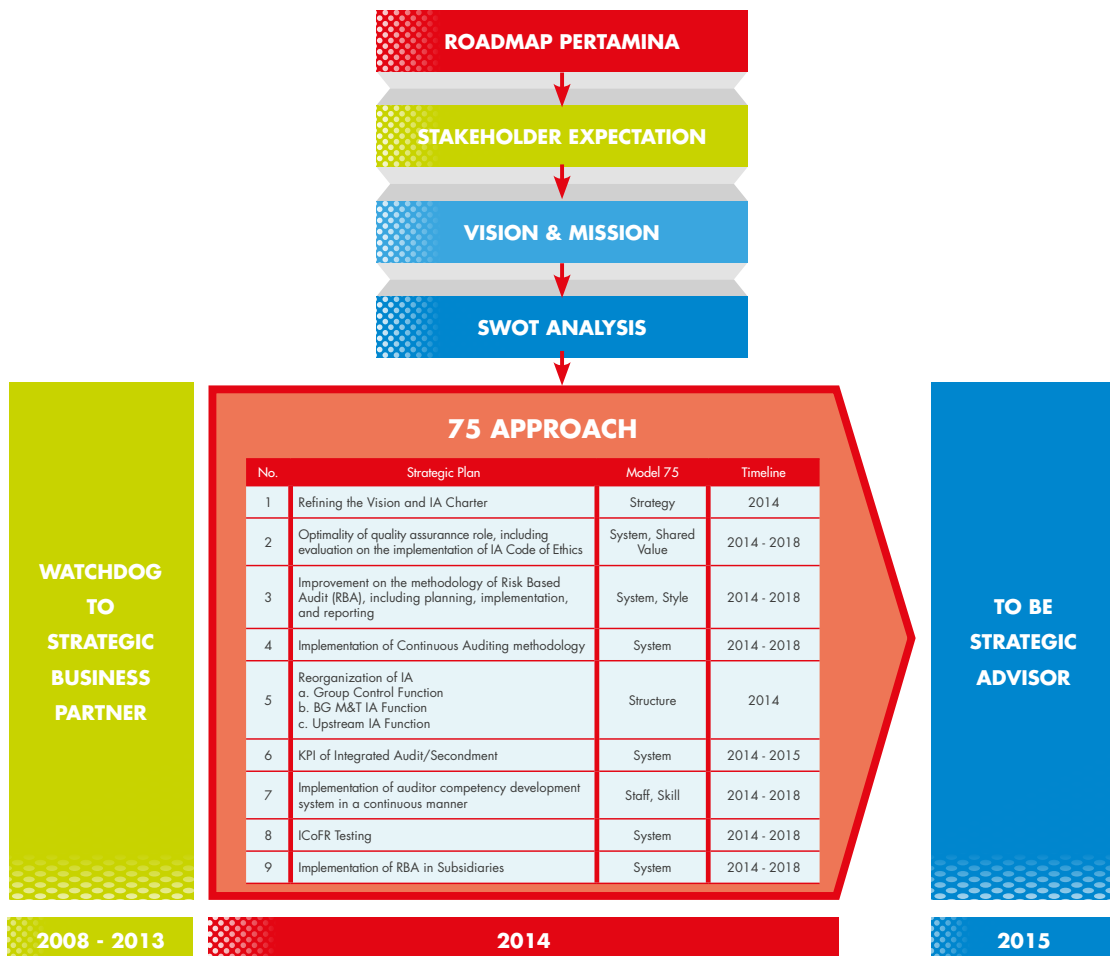 ROADMAP PERTAMINA
STAKEHOLDER EXPECTATION
VISION & MISSION
SWOT ANALYSIS
WATCHDOG
TO
STRATEGIC
BUSINESS
PARTNER
75 APPROACH
No. Strategic Plan Model 75 Timeline
1 Refining the Vision and IA Charter Strategy 2014
2 Optimality of quality assurannce role, including
evaluation on the implementation of IA Code of Ethics
System, Shared
Value
2014 - 2018
3 Improvement on the methodology of Risk Based
Audit (RBA), including planning, implementation,
and reporting
System, Style 2014 - 2018
4 Implementation of Continuous Auditing methodology System 2014 - 2018
5 Reorganization of IA
a. Group Control Function
b. BG M&T IA Function
c. Upstream IA Function
Structure 2014
6 KPI of Integrated Audit/Secondment System 2014 - 2015
7 Implementation of auditor competency development
system in a continuous manner
Staff, Skill 2014 - 2018
8 ICoFR Testing System 2014 - 2018
9 Implementation of RBA in Subsidiaries System 2014 - 2018
TO BE
STRATEGIC
ADVISOR
2008 - 2013
2014
2015